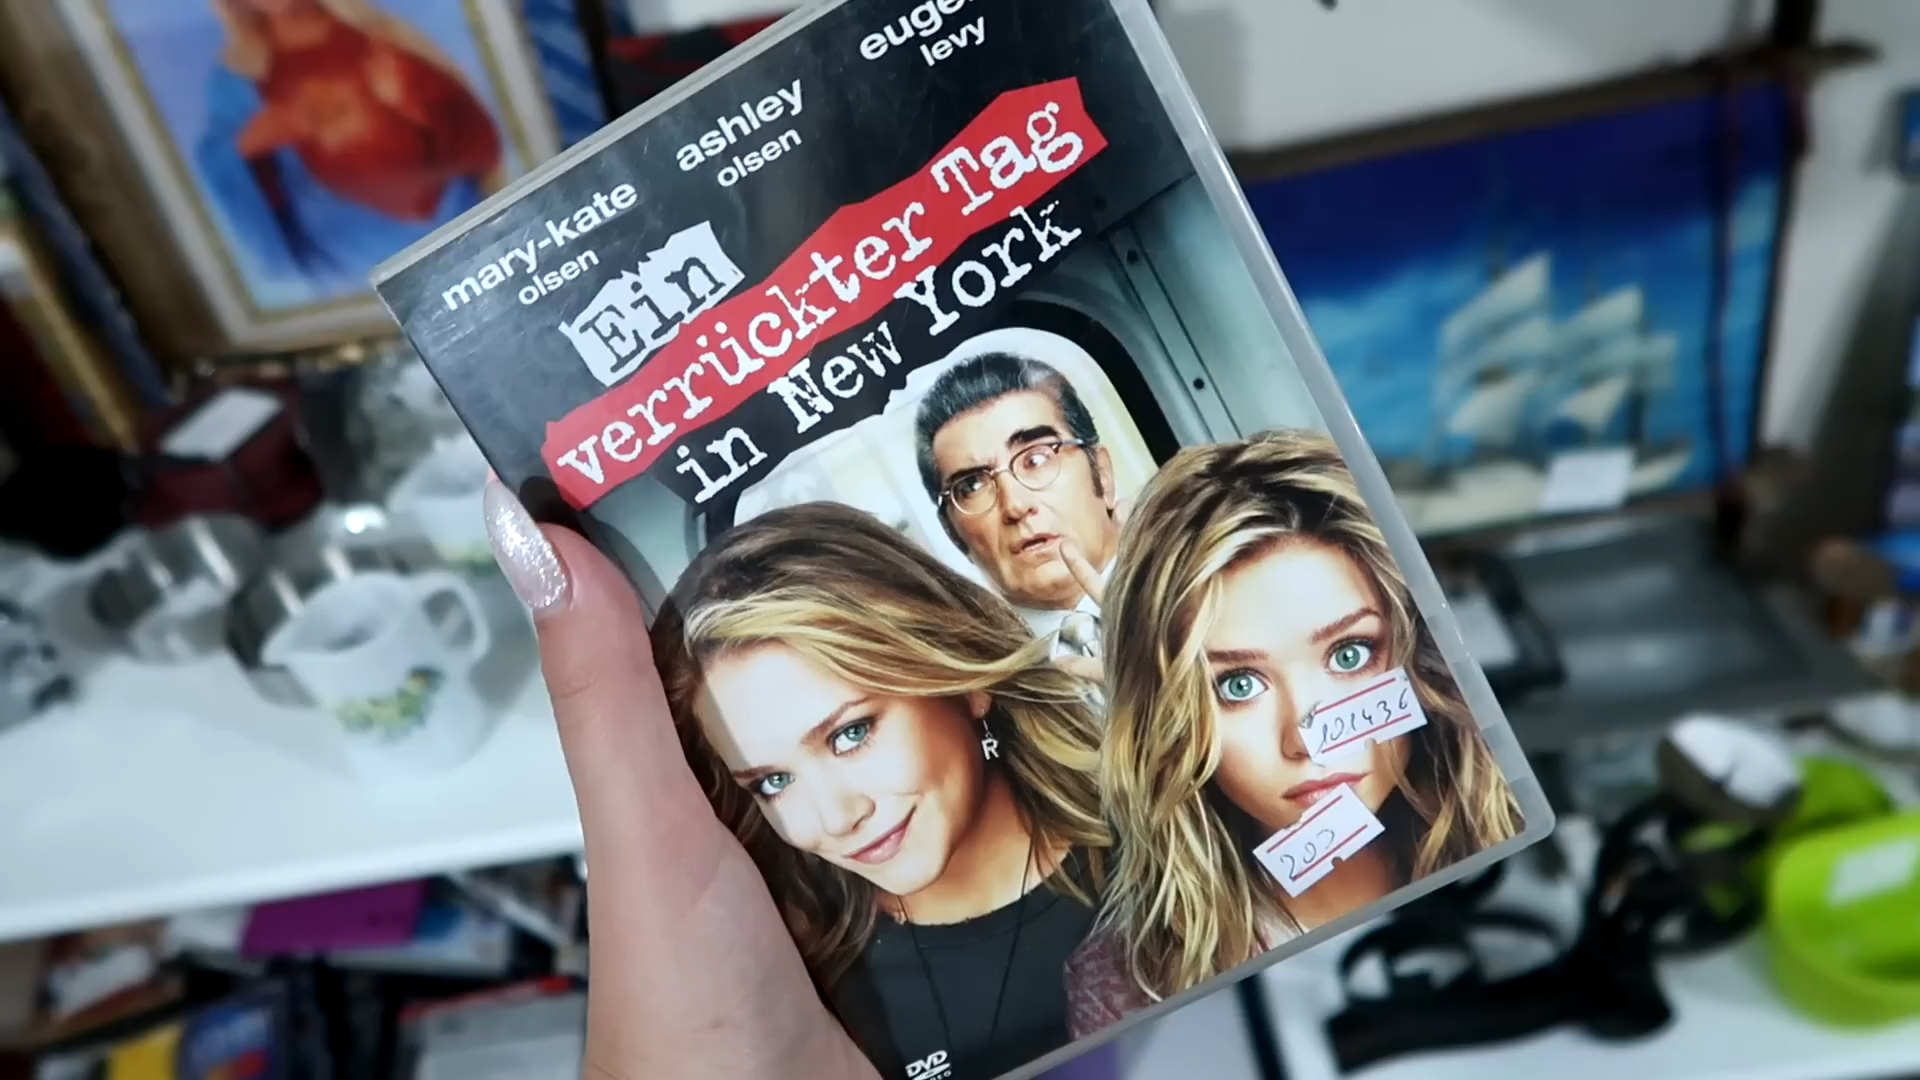 mary-kate
olsen
ashley
olsen
levy
Ein
verrückter Tag
in New York
R
101436
200
DVD